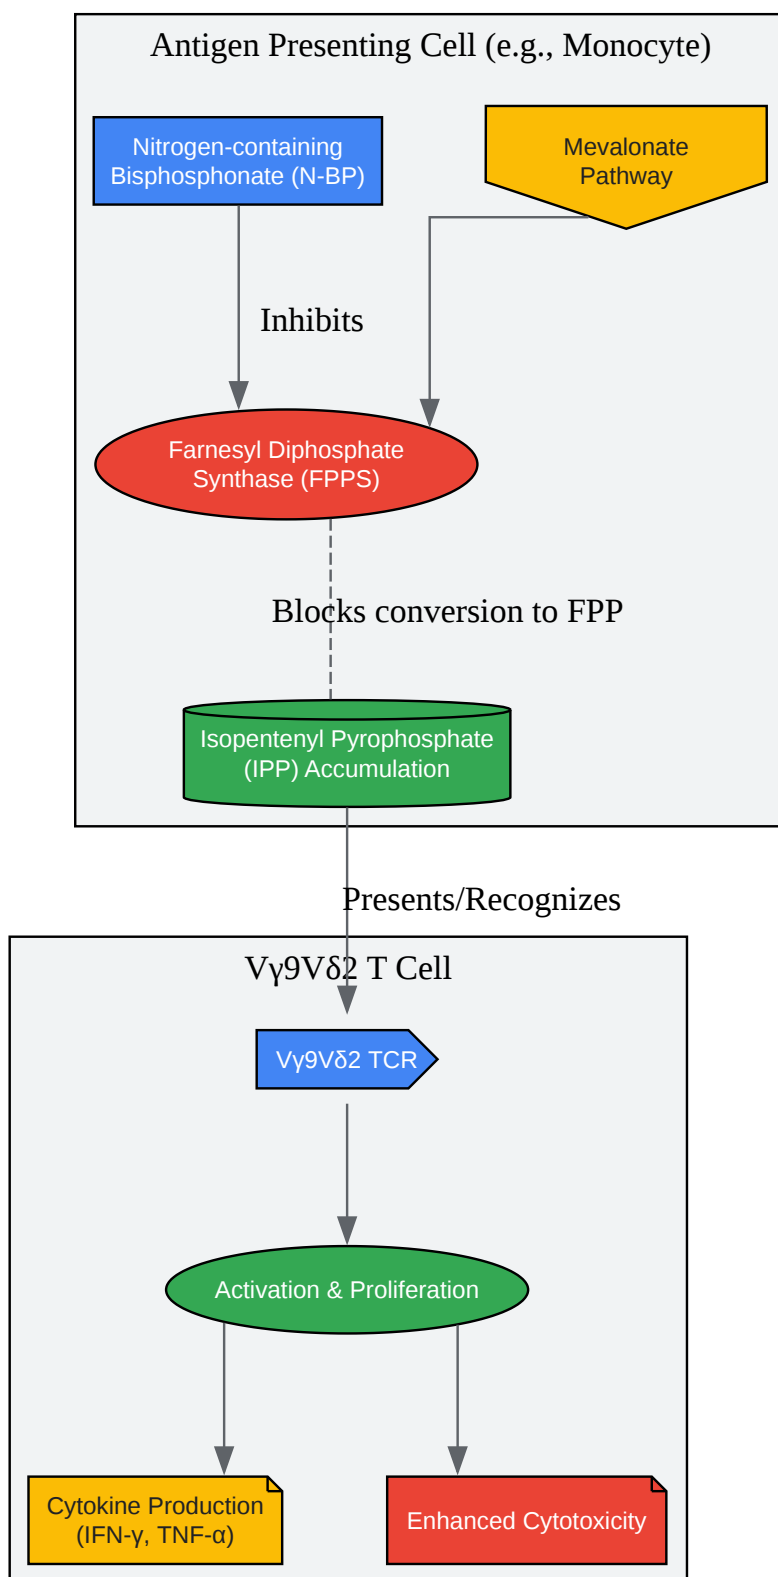 Antigen Presenting Cell (e.g., Monocyte)
Nitrogen-containing
Bisphosphonate (N-BP)
Mevalonate
Pathway
Inhibits
Farnesyl Diphosphate
Synthase (FPPS)
Blocks conversion to FPP
Isopentenyl Pyrophosphate
(IPP) Accumulation
Presents/Recognizes
Vγ9Vδ2 T Cell
Vγ9Vδ2 TCR
Activation & Proliferation
Cytokine Production
(IFN-γ, TNF-α)
Enhanced Cytotoxicity